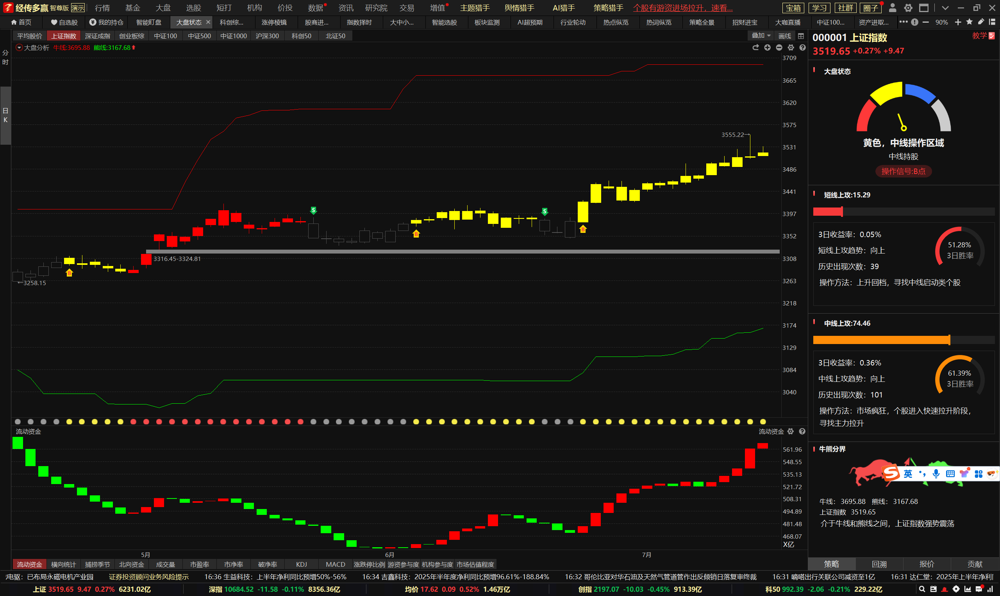 经传多赢 智尊版 演示 行情 基金 大盘 选股 短打 机构 价投 数据 资讯 研究院 交易 增值 主题猎手 舆情猎手 AI猎手 策略猎手 个股有游资进场拉升，速看... 宝箱 学习 社群 圈子
首页 自选股 我的持仓 智能盯盘 大盘状态 科创综... 涨停棱镜 股商进... 指数择时 大中小... 智能选股 板块监测 AI超预期 行业轮动 热点纵览 热词纵览 策略全景 招财进宝 大咖直播 中证100... 资产进取... 90%
平均股价 上证指数 深证成指 创业板综 中证100 中证500 中证1000 沪深300 科创50 北证50 叠加 画线
分时
日K
大盘分析 牛线:3695.88 熊线:3167.68
3709
3665
3620
3575
3555.22→
3531
3486
3441
S S
3397
B B
3352
3316.45-3324.81
3308
B
←3258.15
3263
3218
3174
3129
3084
3040
流动资金 流动资金
561.96
548.55
535.13
521.72
508.31
494.89
481.48
468.07
X亿
5月 6月 7月
流动资金 横向统计 捕捞季节 北向资金 成交量 市盈率 市净率 破净率 KDJ MACD 涨跌停比例 游资参与度 机构参与度 市场估值程度
000001 上证指数 教学
3519.65 +0.27% +9.47
大盘状态
黄色，中线操作区域
中线持股
操作信号:B点
短线上攻:15.29
3日收益率：0.05%
短线上攻趋势：向上
历史出现次数：39
51.28%
3日胜率
操作方法：上升回档，寻找中线启动类个股
中线上攻:74.46
3日收益率：0.36%
中线上攻趋势：向上
历史出现次数：101
61.39%
3日胜率
操作方法：市场疯狂，个股进入快速拉升阶段，
寻找主力拉升
牛熊分界
S 英
牛线：3695.88 熊线：3167.68
上证指数 3519.65
介于牛线和熊线之间，上证指数强势震荡
策略 回溯 报价 贡献
电驱：已布局永磁电机产业园 证券投资顾问业务风险提示 16:36 生益科技：上半年净利同比预增50%-56% 16:34 吉鑫科技：2025年半年度净利同比预增96.61%-188.84% 16:32 哥伦比亚对华石油及天然气管道管作出反倾销日落复审终裁 16:31 嘀嗒出行关联公司减资至1亿 16:31 达仁堂：2025年上半年净利
上证 3519.65 9.47 0.27% 6231.02亿 深指 10684.52 -11.58 -0.11% 8356.36亿 均价 17.62 0.09 0.52% 1.46万亿 创指 2197.07 -10.03 -0.45% 913.39亿 科50 992.39 -2.06 -0.21% 229.22亿